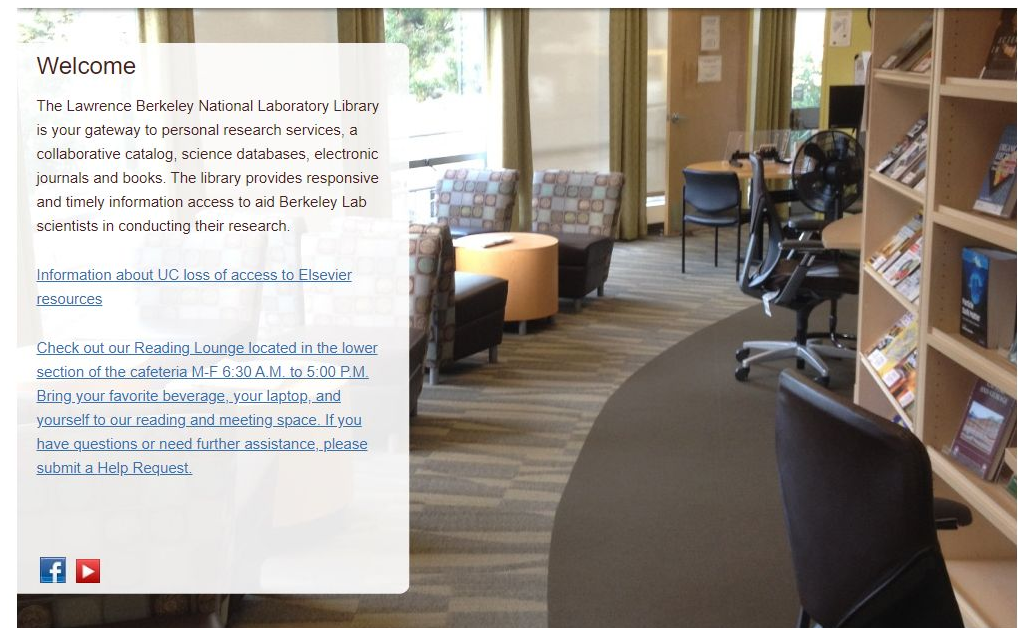 Welcome
The Lawrence Berkeley National Laboratory Library
is your gateway to personal research services, a
collaborative catalog, science databases, electronic
journals and books. The library provides responsive
and timely information access to aid Berkeley Lab
scientists in conducting their research.
Information about UC loss of access to Elsevier
resources
Check out our Reading Lounge located in the lower
section of the cafeteria M-F 6:30 A.M. to 5:00 P.M.
Bring your favorite beverage, your laptop, and
yourself to our reading and meeting space. If you
have questions or need further assistance, please
submit a Help Request.
f